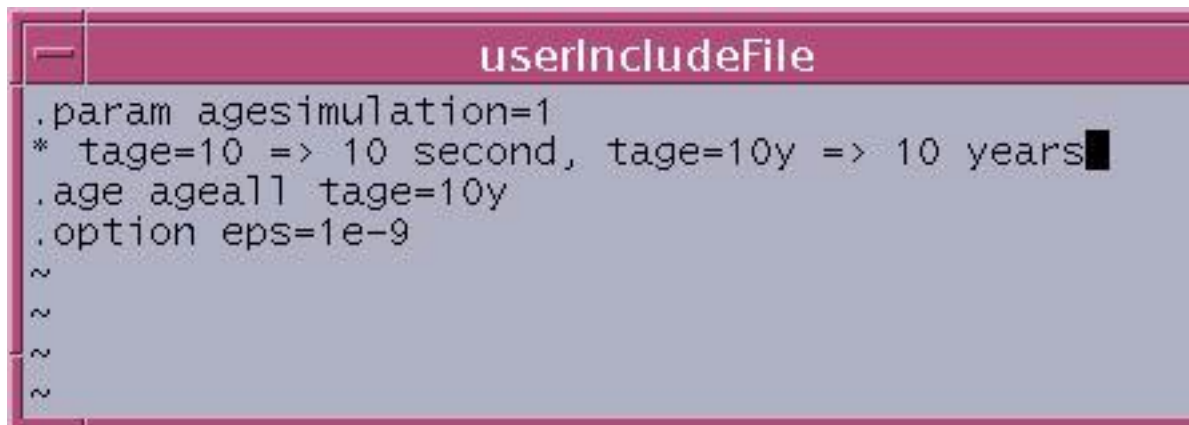 userIncludeFile
.param agesimulation=1
* tage=10 => 10 second, tage=10y => 10 years
.age ageall tage=10y
.option eps=1e-9
~
~
~
~